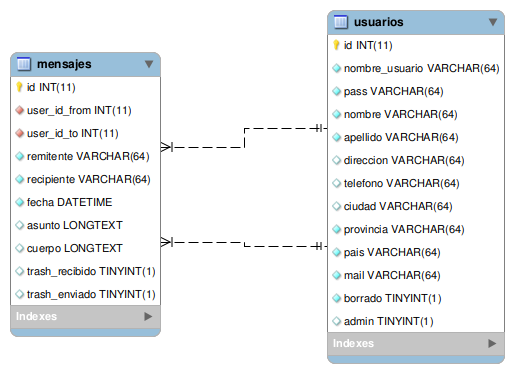 mensajes
id INT(11)
user_id_from INT(11)
user_id_to INT(11)
remitente VARCHAR(64)
recipiente VARCHAR(64)
fecha DATETIME
asunto LONGTEXT
cuerpo LONGTEXT
trash_recibido TINYINT(1)
trash_enviado TINYINT(1)
Indexes
usuarios
id INT(11)
nombre_usuario VARCHAR(64)
pass VARCHAR(64)
nombre VARCHAR(64)
apellido VARCHAR(64)
direccion VARCHAR(64)
telefono VARCHAR(64)
ciudad VARCHAR(64)
provincia VARCHAR(64)
pais VARCHAR(64)
mail VARCHAR(64)
borrado TINYINT(1)
admin TINYINT(1)
Indexes